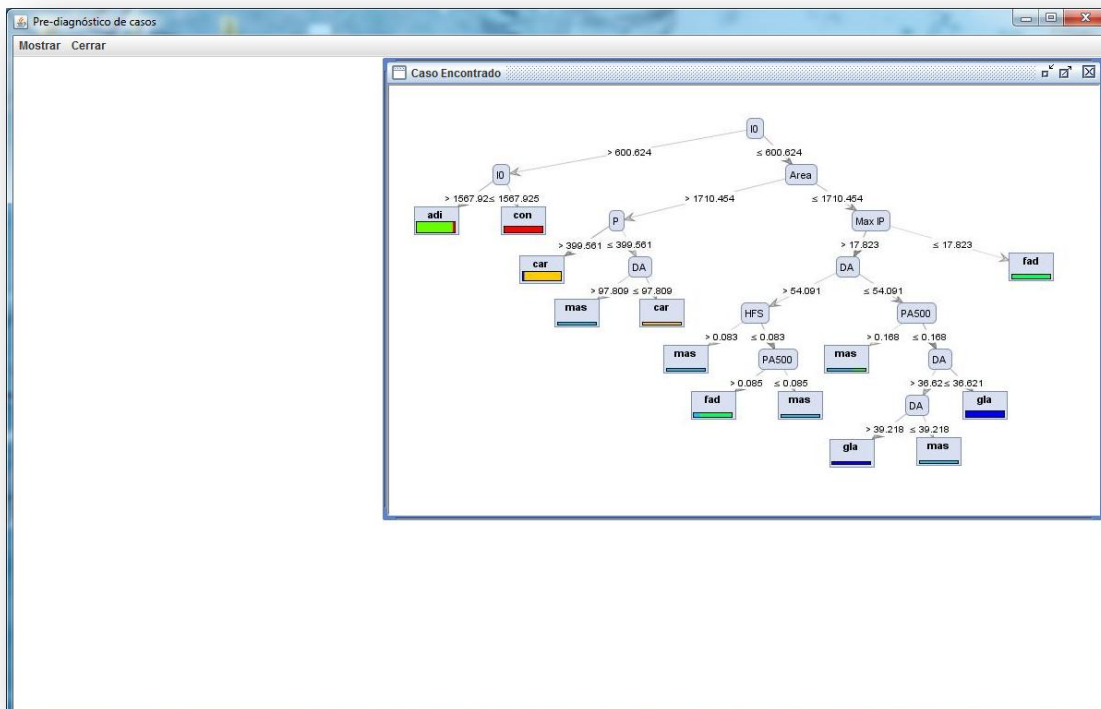 Pre-diagnóstico de casos
Mostrar Cerrar
Caso Encontrado
I0
> 600.624 ≤ 600.624
I0 Area
> 1567.92 ≤ 1567.925 > 1710.454 ≤ 1710.454
adi con P Max IP
> 399.561 ≤ 399.561 > 17.823 ≤ 17.823
car DA DA fad
> 97.809 ≤ 97.809 > 54.091 ≤ 54.091
mas car HFS PA500
> 0.083 ≤ 0.083 > 0.168 ≤ 0.168
mas PA500 mas DA
> 0.085 ≤ 0.085 > 36.62 ≤ 36.621
fad mas DA gla
> 39.218 ≤ 39.218
gla mas